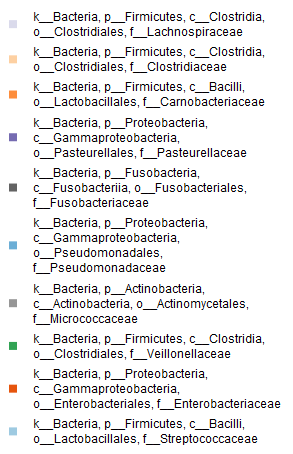 k__Bacteria, p__Firmicutes, c__Clostridia,
o__Clostridiales, f__Lachnospiraceae
k__Bacteria, p__Firmicutes, c__Clostridia,
o__Clostridiales, f__Clostridiaceae
k__Bacteria, p__Firmicutes, c__Bacilli,
o__Lactobacillales, f__Carnobacteriaceae
k__Bacteria, p__Proteobacteria,
c__Gammaproteobacteria,
o__Pasteurellales, f__Pasteurellaceae
k__Bacteria, p__Fusobacteria,
c__Fusobacteriia, o__Fusobacteriales,
f__Fusobacteriaceae
k__Bacteria, p__Proteobacteria,
c__Gammaproteobacteria,
o__Pseudomonadales,
f__Pseudomonadaceae
k__Bacteria, p__Actinobacteria,
c__Actinobacteria, o__Actinomycetales,
f__Micrococcaceae
k__Bacteria, p__Firmicutes, c__Clostridia,
o__Clostridiales, f__Veillonellaceae
k__Bacteria, p__Proteobacteria,
c__Gammaproteobacteria,
o__Enterobacteriales, f__Enterobacteriaceae
k__Bacteria, p__Firmicutes, c__Bacilli,
o__Lactobacillales, f__Streptococcaceae